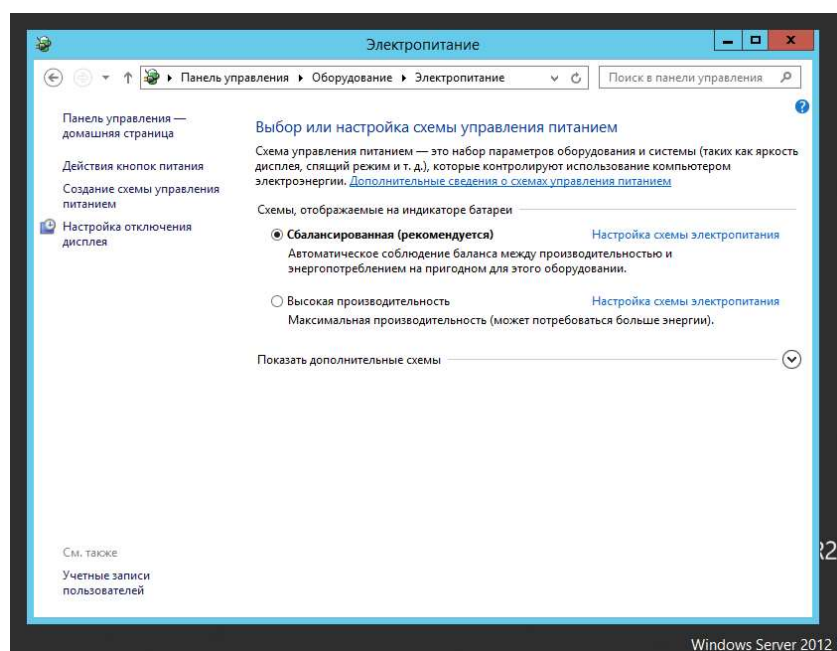 Электропитание
Панель управления ▸ Оборудование ▸ Электропитание
Поиск в панели управления
Панель управления —
домашняя страница
Действия кнопок питания
Создание схемы управления
питанием
Настройка отключения
дисплея
Выбор или настройка схемы управления питанием
Схема управления питанием — это набор параметров оборудования и системы (таких как яркость
дисплея, спящий режим и т. д.), которые контролируют использование компьютером
электроэнергии. Дополнительные сведения о схемах управления питанием
Схемы, отображаемые на индикаторе батареи
Сбалансированная (рекомендуется) Настройка схемы электропитания
Автоматическое соблюдение баланса между производительностью и
энергопотреблением на пригодном для этого оборудовании.
Высокая производительность Настройка схемы электропитания
Максимальная производительность (может потребоваться больше энергии).
Показать дополнительные схемы
См. также
Учетные записи
пользователей
R2
Windows Server 2012